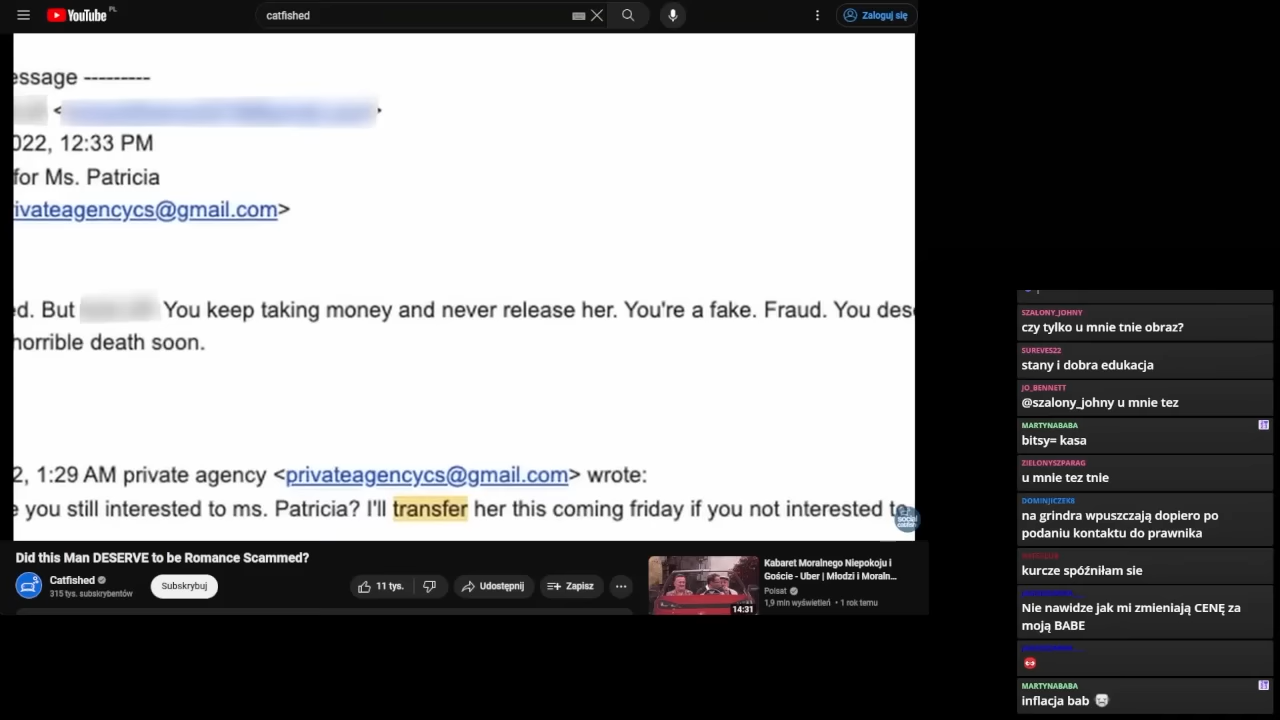 YouTube PL
catfished
Zaloguj się
essage ---------
<
022, 12:33 PM
for Ms. Patricia
ivateagencycs@gmail.com>
ed. But You keep taking money and never release her. You're a fake. Fraud. You dese
horrible death soon.
2, 1:29 AM private agency <privateagencycs@gmail.com> wrote:
e you still interested to ms. Patricia? I'll transfer her this coming friday if you not interested to
social catfish
Did this Man DESERVE to be Romance Scammed?
Catfished
315 tys. subskrybentów
Subskrybuj
11 tys.
Udostępnij
Zapisz
Kabaret Moralnego Niepokoju i
Goście - Uber | Młodzi i Moraln...
Polsat
1,9 mln wyświetleń • 1 rok temu
14:31
SZALONY_JOHNY
czy tylko u mnie tnie obraz?
SUREVES22
stany i dobra edukacja
JO_BENNETT
@szalony_johny u mnie tez
MARTYNABABA
bitsy= kasa
ZIELONYSZPARAG
u mnie tez tnie
DOMINJICZEK8
na grindra wpuszczają dopiero po
podaniu kontaktu do prawnika
kurcze spóźniłam sie
Nie nawidze jak mi zmieniają CENĘ za
moją BABE
MARTYNABABA
inflacja bab